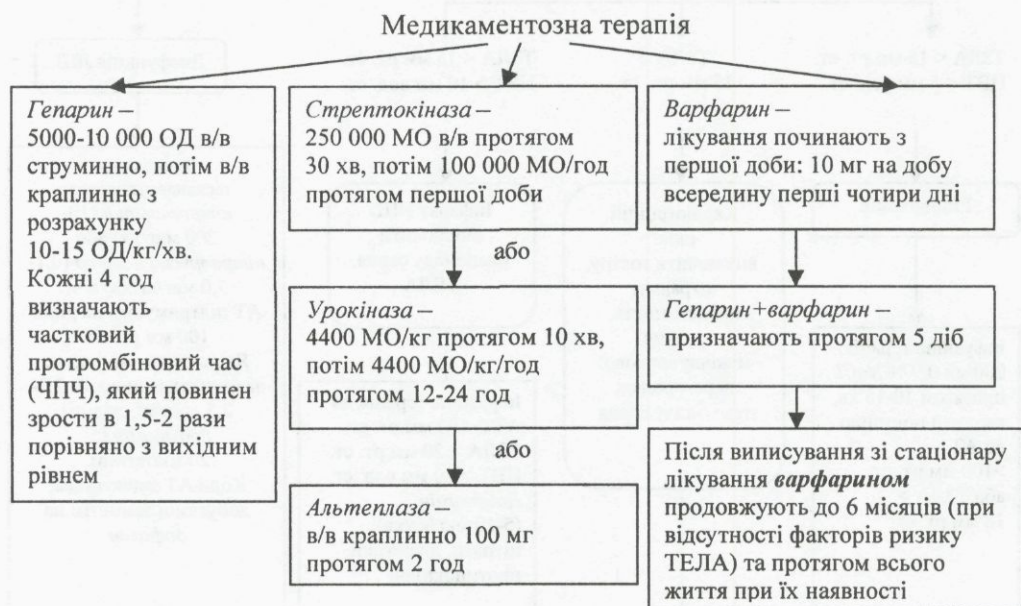 Медикаментозна терапія
Гепарин –
5000-10 000 ОД в/в
струминно, потім в/в
краплинно з
розрахунку
10-15 ОД/кг/хв.
Кожні 4 год
визначають
частковий
протромбіновий час
(ЧПЧ), який повинен
зрости в 1,5-2 рази
порівняно з вихідним
рівнем
Стрептокіназа –
250 000 МО в/в протягом
30 хв, потім 100 000 МО/год
протягом першої доби
або
Урокіназа –
4400 МО/кг протягом 10 хв,
потім 4400 МО/кг/год
протягом 12-24 год
або
Альтеплаза –
в/в краплинно 100 мг
протягом 2 год
Варфарин –
лікування починають з
першої доби: 10 мг на добу
всередину перші чотири дні
Гепарин+варфарин –
призначають протягом 5 діб
Після виписування зі стаціонару
лікування варфарином
продовжують до 6 місяців (при
відсутності факторів ризику
ТЕЛА) та протягом всього
життя при їх наявності